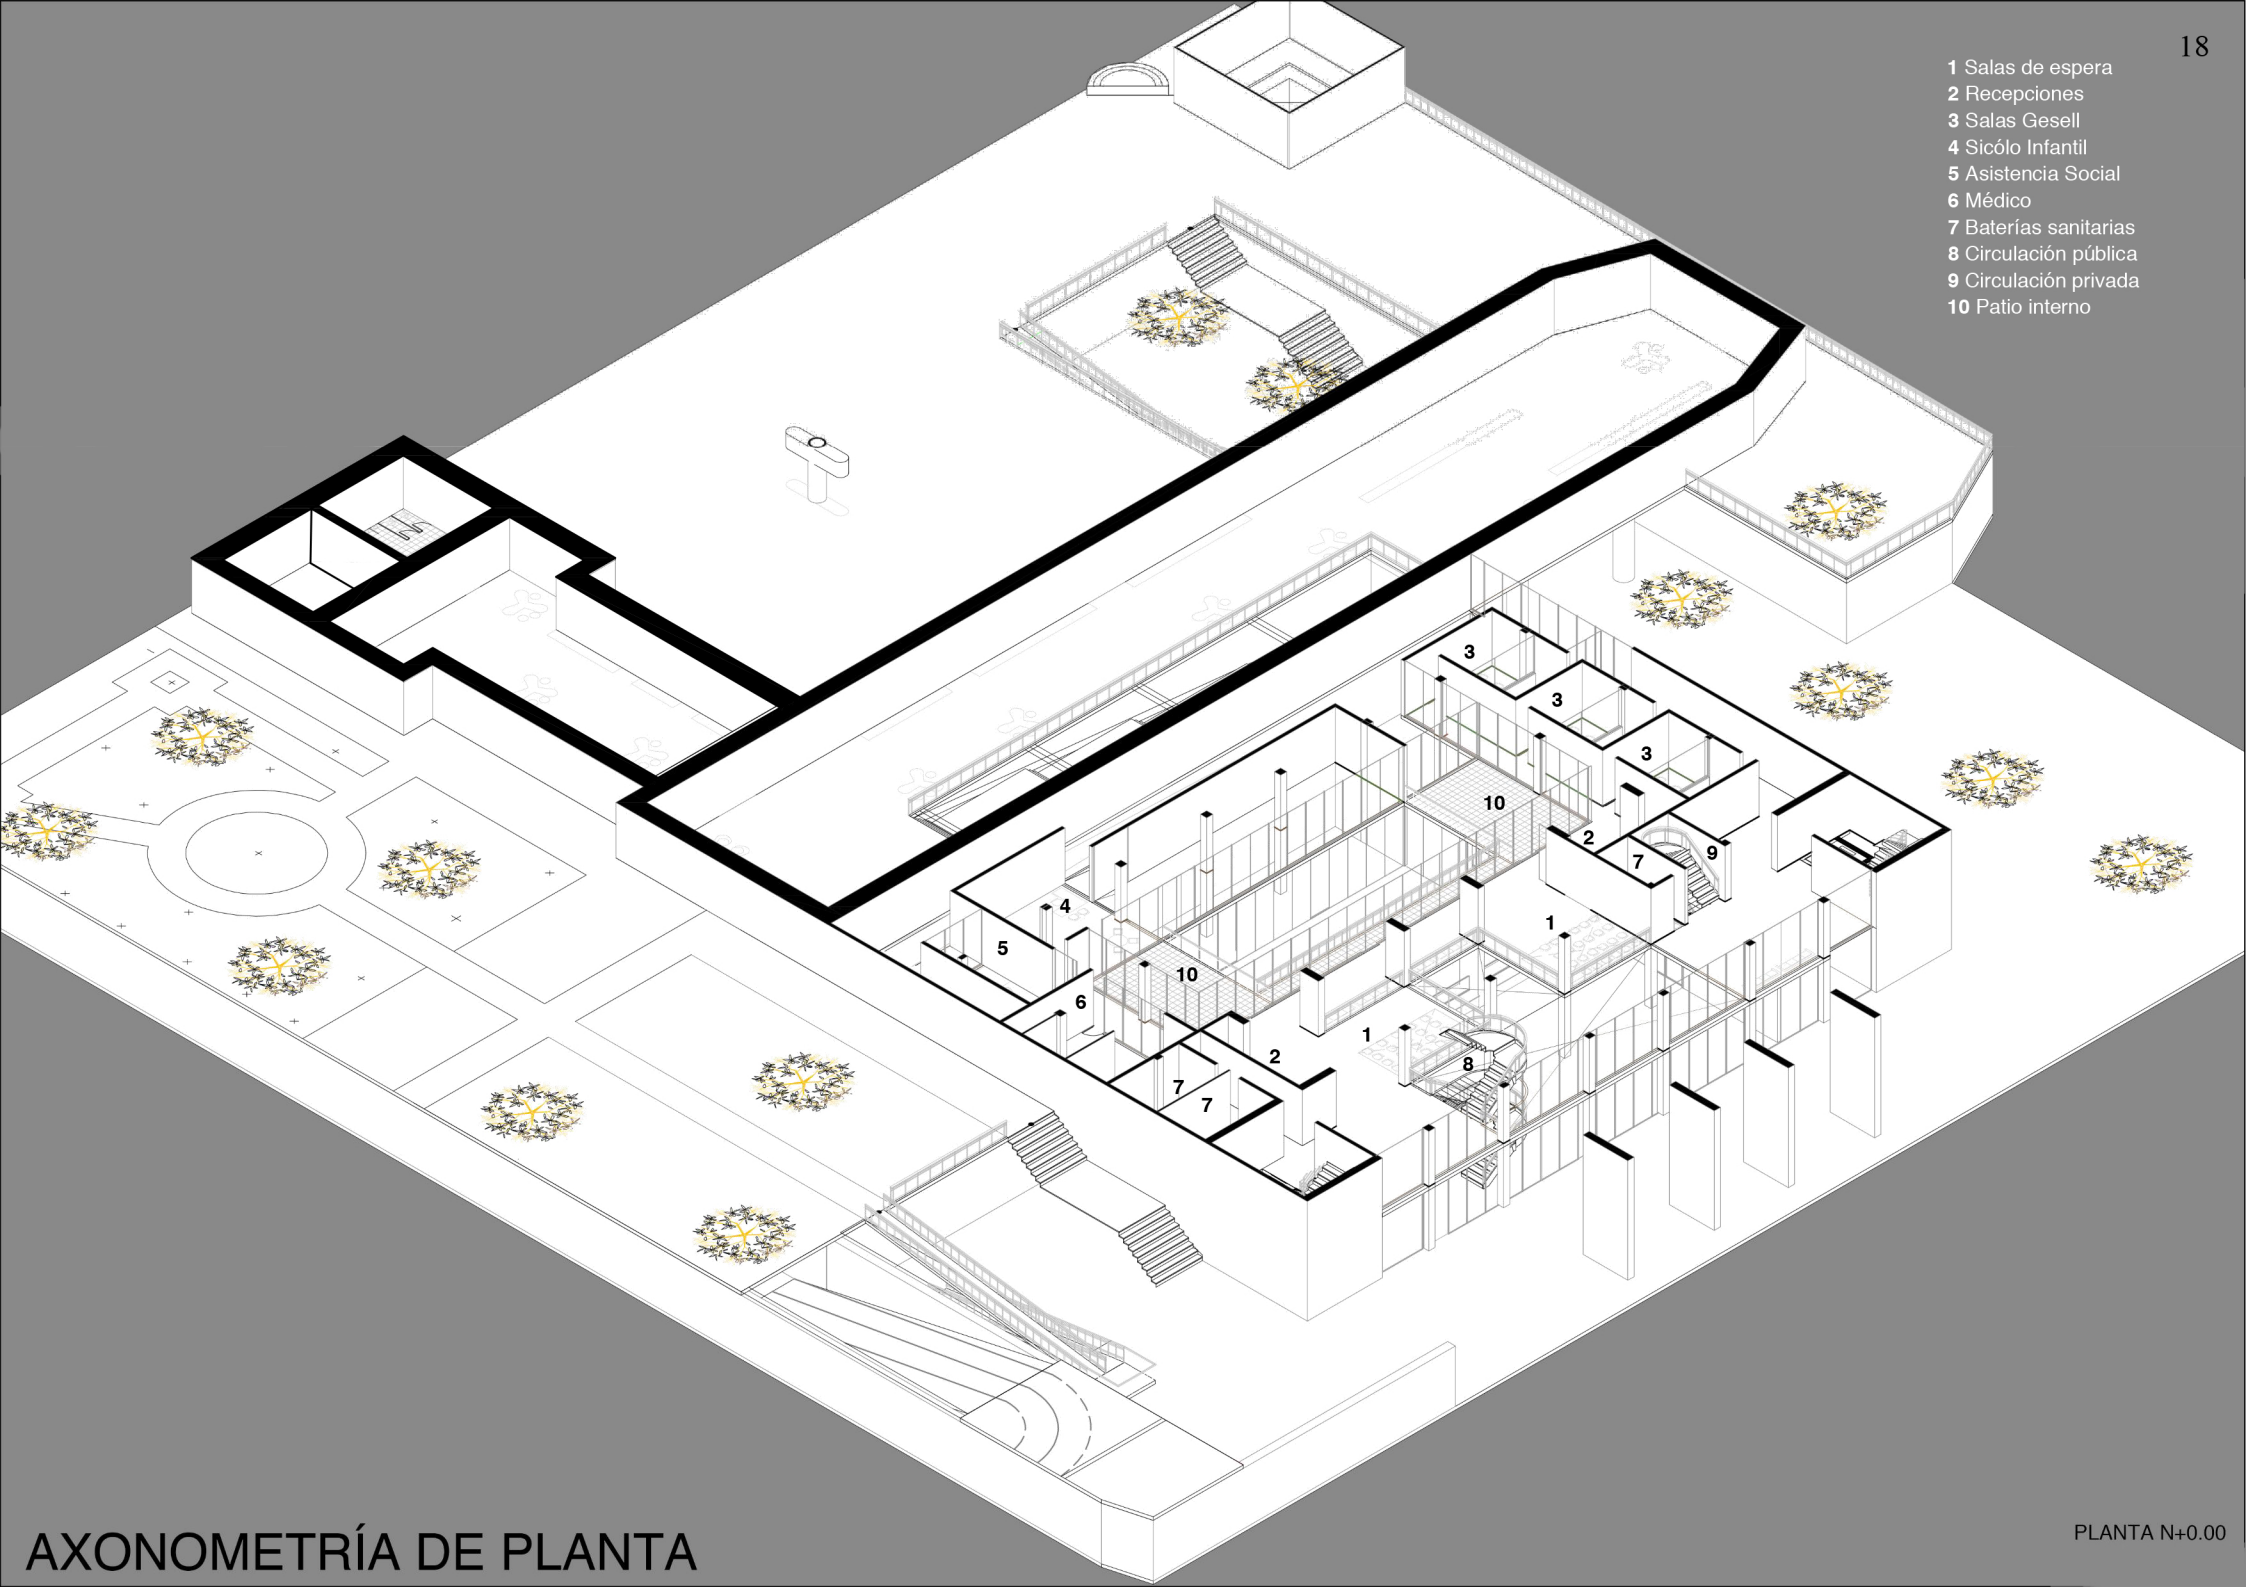 18
1 Salas de espera
2 Recepciones
3 Salas Gesell
4 Sicólo Infantil
5 Asistencia Social
6 Médico
7 Baterías sanitarias
8 Circulación pública
9 Circulación privada
10 Patio interno
3
3
3
10
2
7
9
4
1
5
10
6
1
2
8
7
7
AXONOMETRÍA DE PLANTA
PLANTA N+0.00